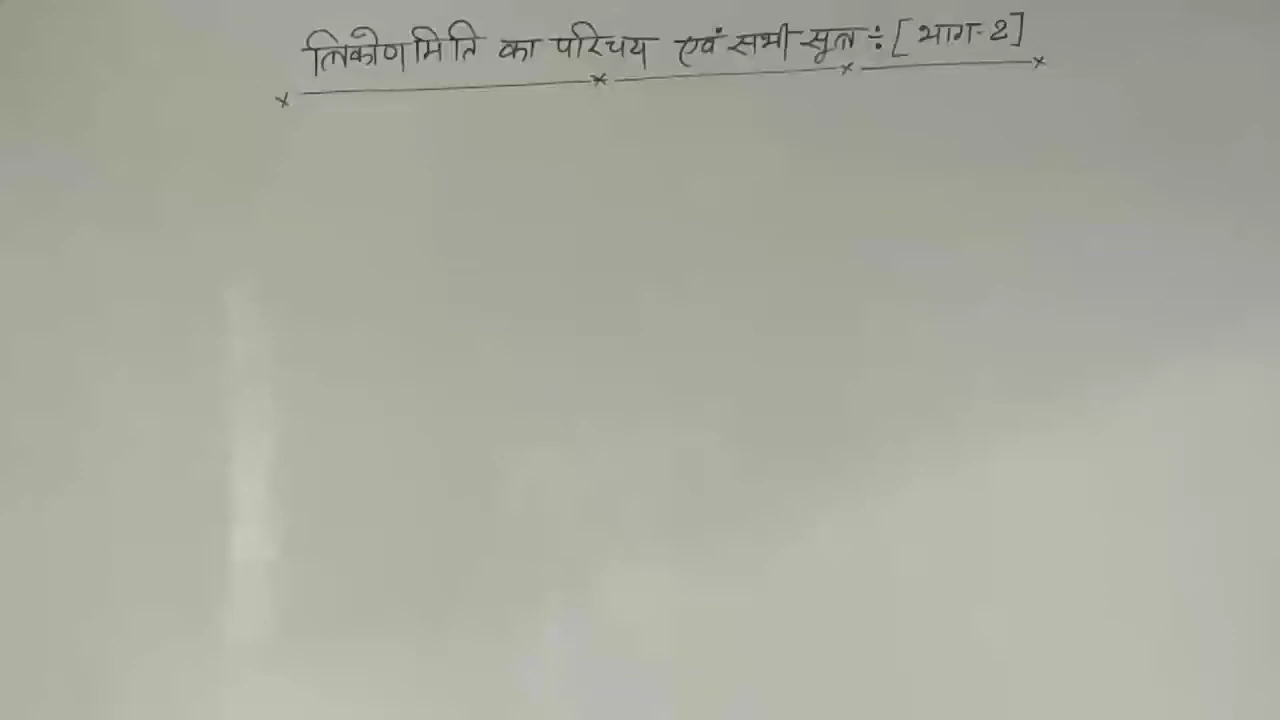 त्रिकोणमिति का परिचय एवं सभी सूत्र ÷ [ भाग-2 ]